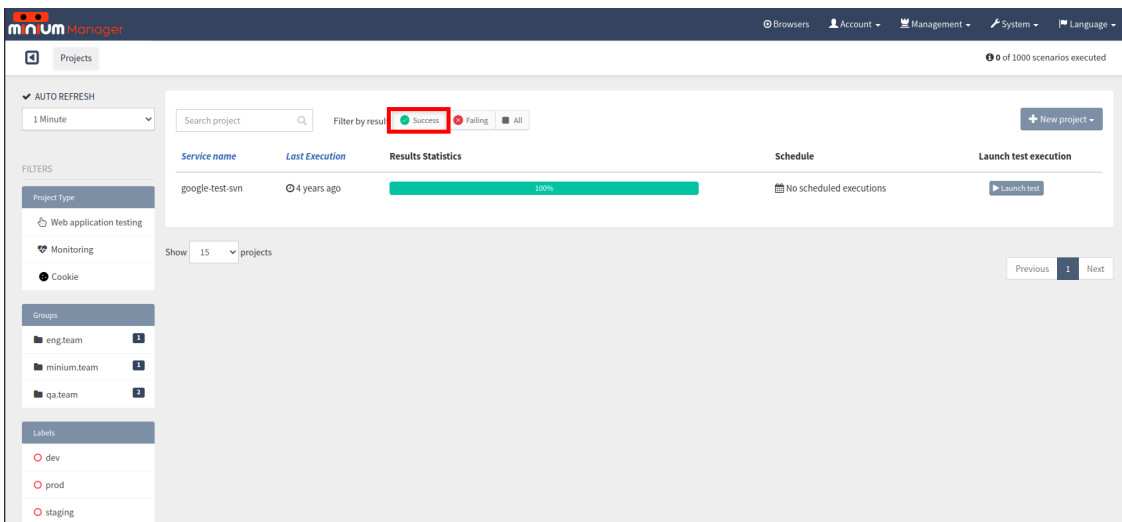 minium Manager
Browsers Account Management System Language
Projects
0 of 1000 scenarios executed
AUTO REFRESH
1 Minute
FILTERS
Project Type
Web application testing
Monitoring
Cookie
Groups
eng.team 1
minium.team 1
qa.team 2
Labels
dev
prod
staging
Search project
Filter by result Success Failing All
New project
Service name Last Execution Results Statistics Schedule Launch test execution
google-test-svn 4 years ago 100% No scheduled executions Launch test
Show 15 projects
Previous 1 Next